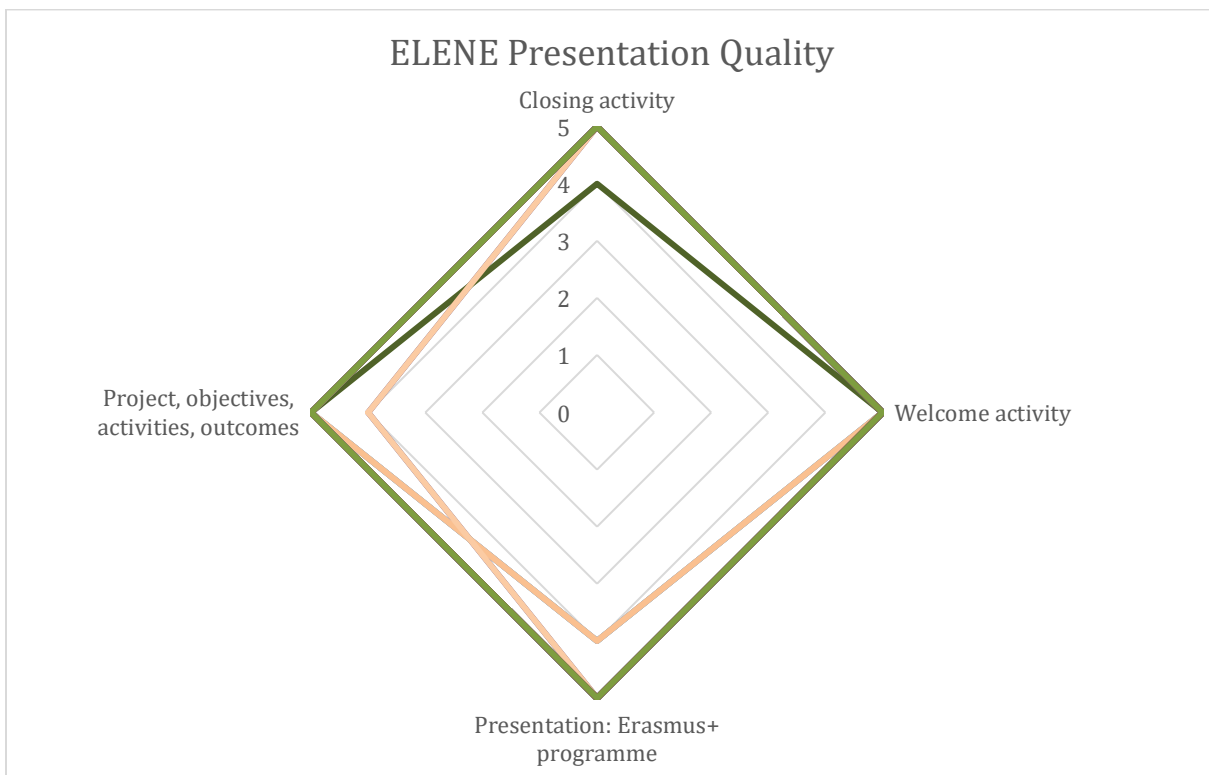 ELENE Presentation Quality
Closing activity
5
4
3
2
1
0
Project, objectives,
activities, outcomes
Welcome activity
Presentation: Erasmus+
programme